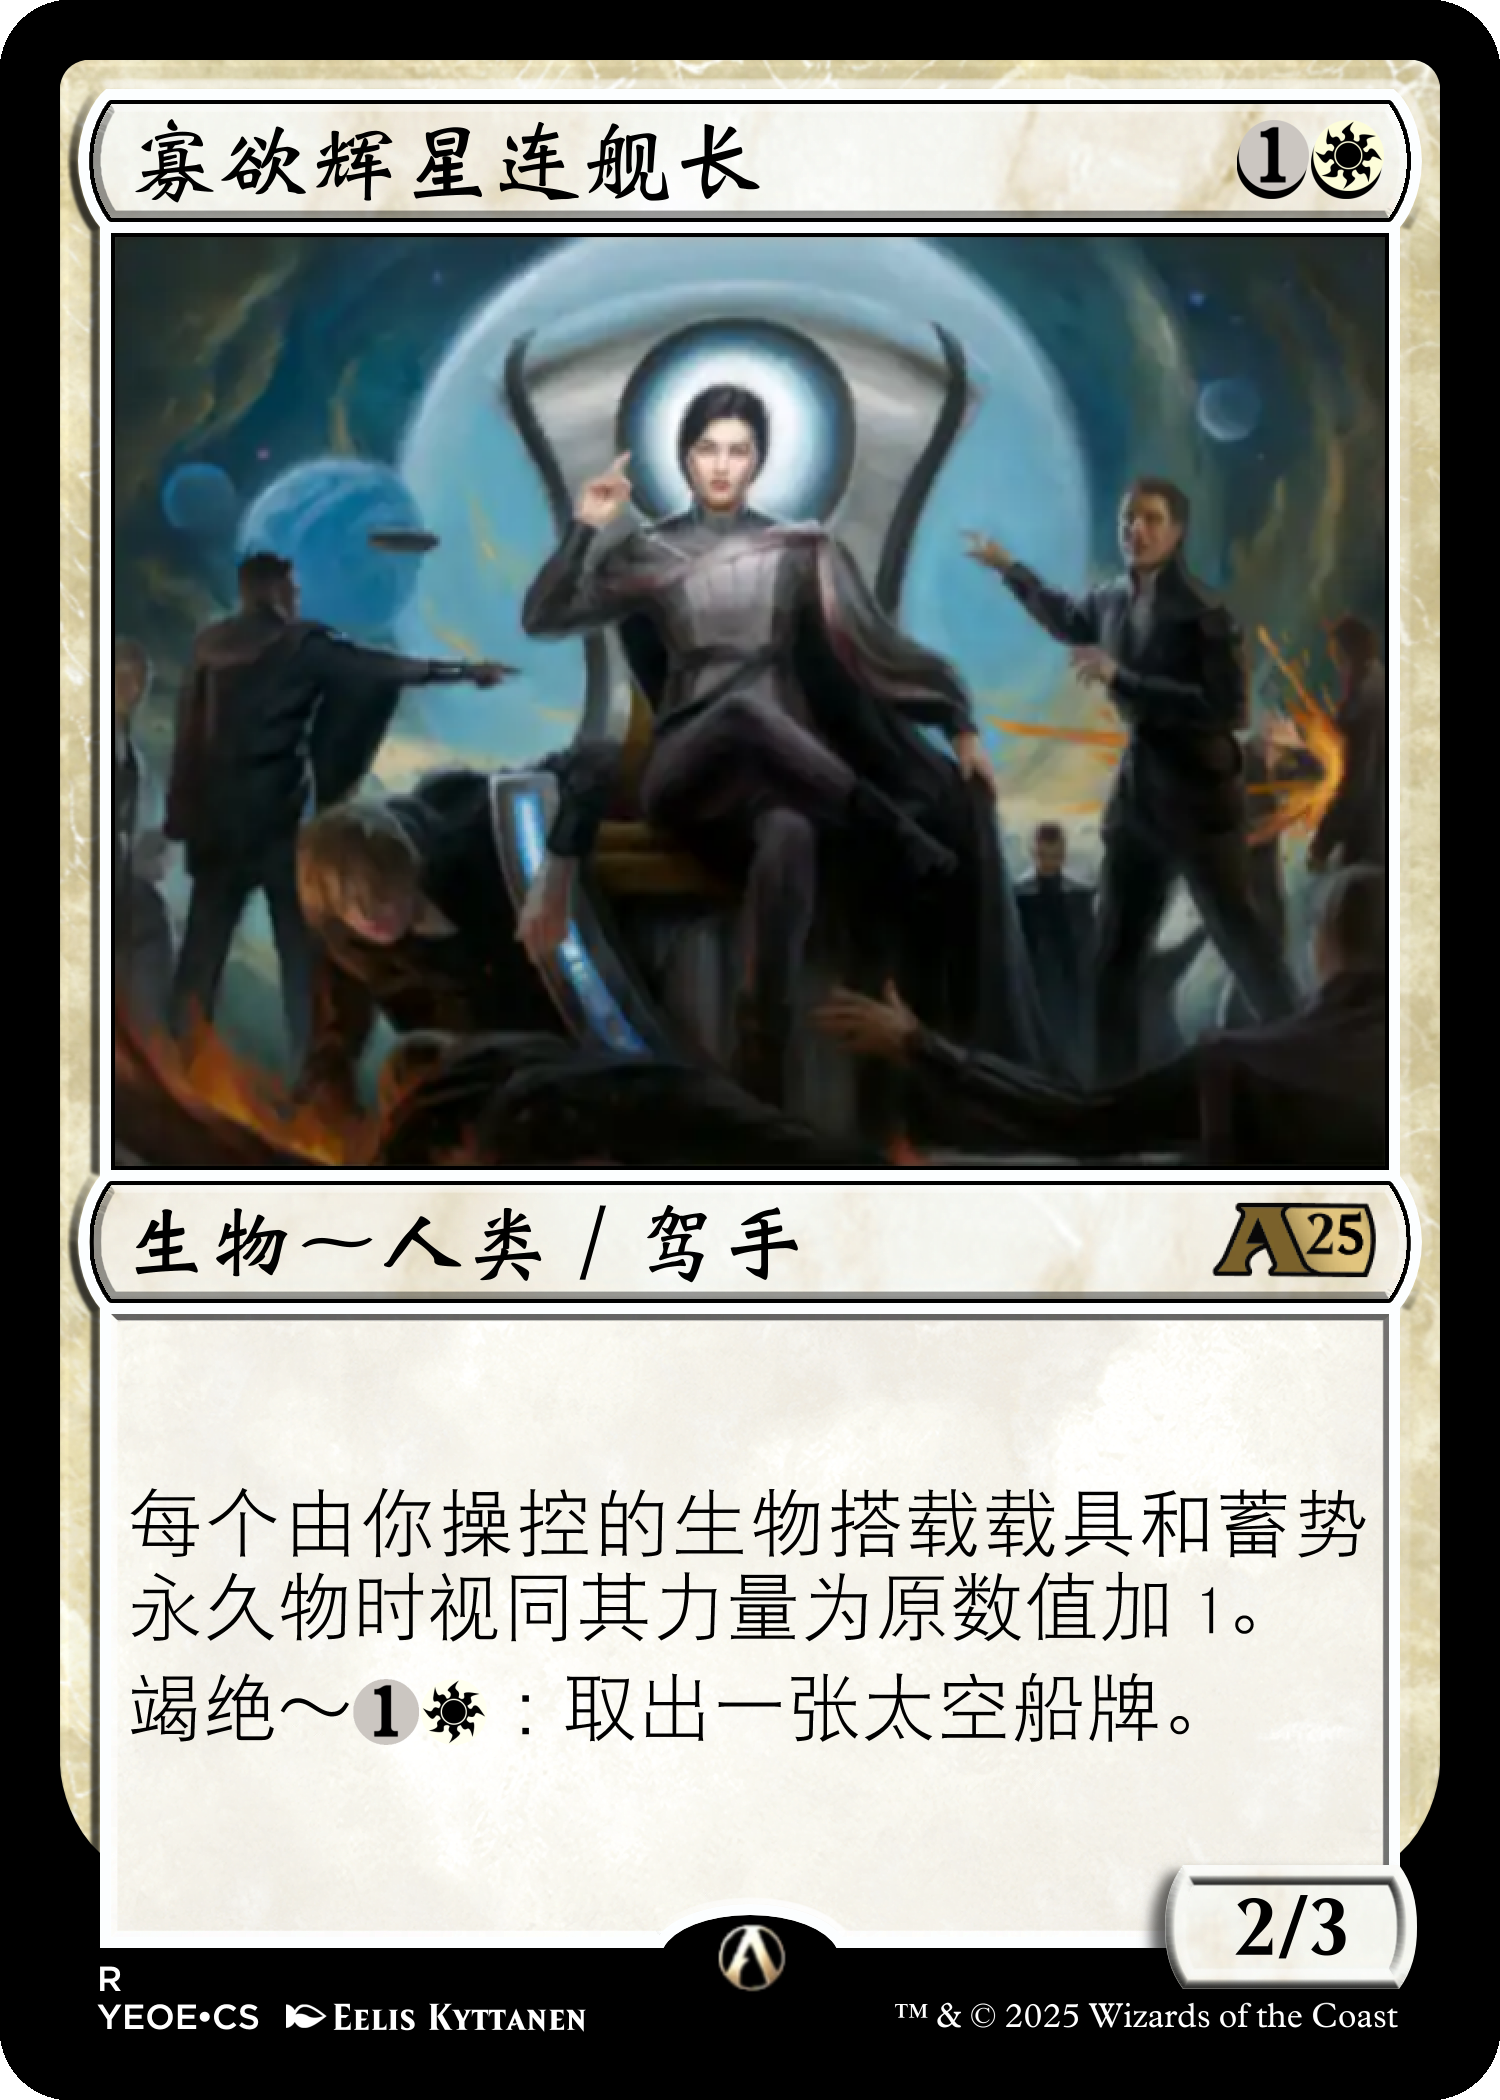 寡欲辉星连舰长 1
生物～人类 / 驾手 A25
每个由你操控的生物搭载载具和蓄势
永久物时视同其力量为原数值加 1。
竭绝～1：取出一张太空船牌。
2/3
R
YEOE•CS EELIS KYTTANEN
™ & © 2025 Wizards of the Coast